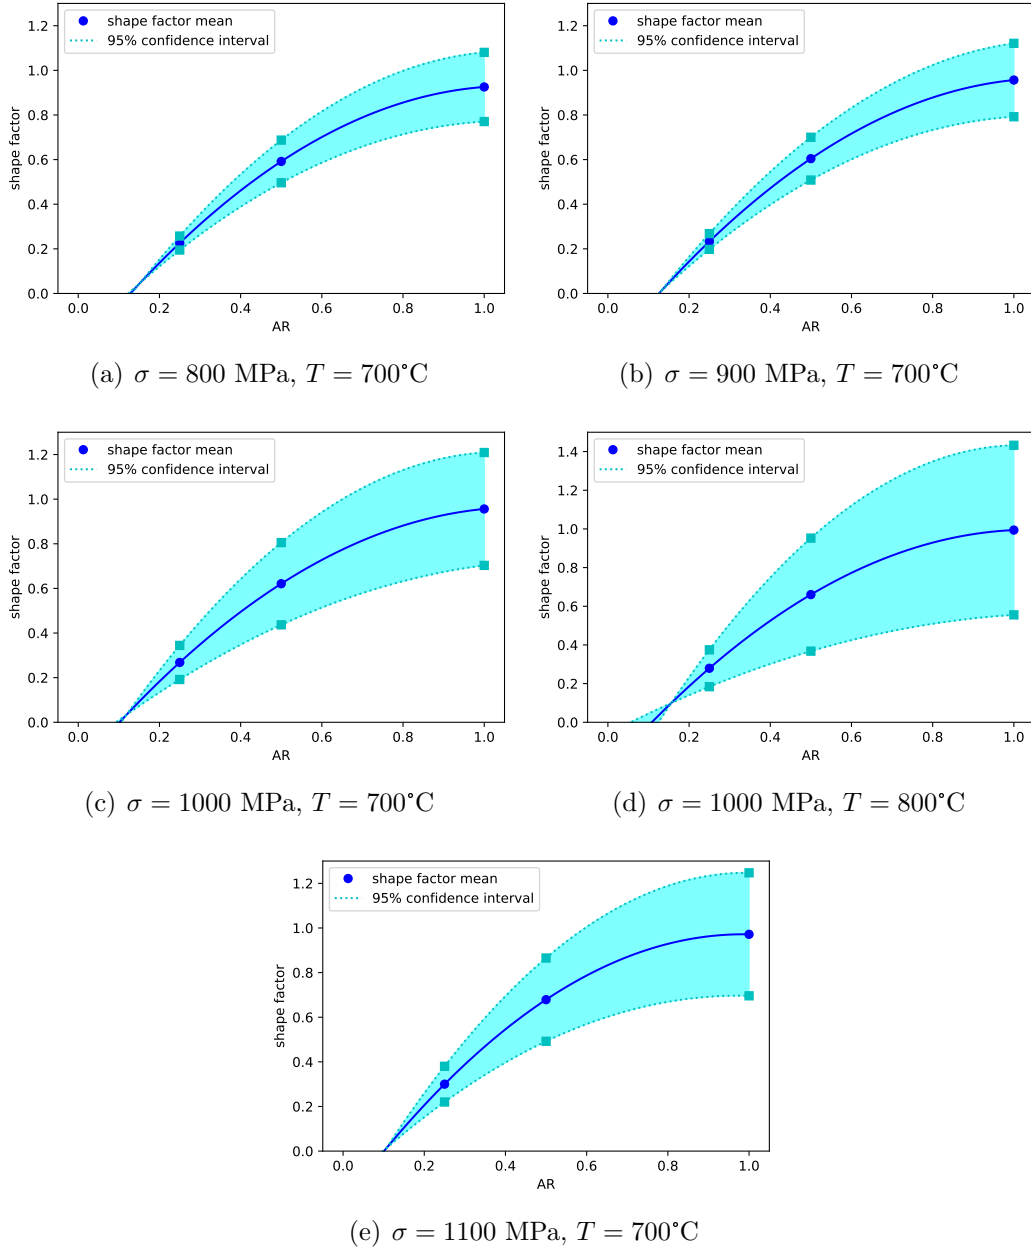 shape factor mean
95% confidence interval
1.2
1.0
0.8
0.6
0.4
0.2
0.0
shape factor
0.0 0.2 0.4 0.6 0.8 1.0
AR
(a) σ = 800 MPa, T = 700°C
shape factor mean
95% confidence interval
1.2
1.0
0.8
0.6
0.4
0.2
0.0
shape factor
0.0 0.2 0.4 0.6 0.8 1.0
AR
(b) σ = 900 MPa, T = 700°C
shape factor mean
95% confidence interval
1.2
1.0
0.8
0.6
0.4
0.2
0.0
shape factor
0.0 0.2 0.4 0.6 0.8 1.0
AR
(c) σ = 1000 MPa, T = 700°C
shape factor mean
95% confidence interval
1.4
1.2
1.0
0.8
0.6
0.4
0.2
0.0
shape factor
0.0 0.2 0.4 0.6 0.8 1.0
AR
(d) σ = 1000 MPa, T = 800°C
shape factor mean
95% confidence interval
1.2
1.0
0.8
0.6
0.4
0.2
0.0
shape factor
0.0 0.2 0.4 0.6 0.8 1.0
AR
(e) σ = 1100 MPa, T = 700°C